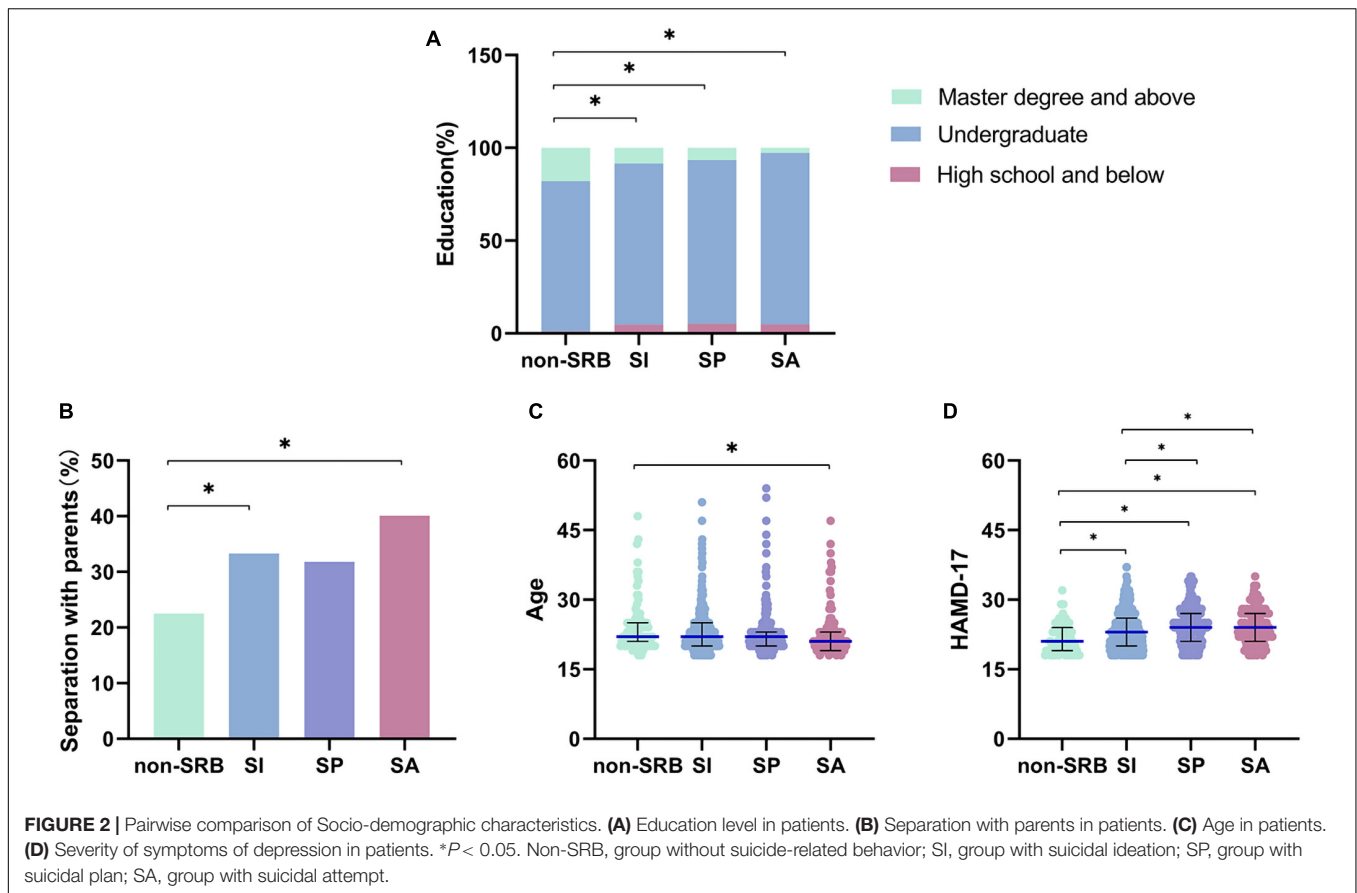 A
*
*
*
150
100
50
0
Education(%)
non-SRB SI SP SA
Master degree and above
Undergraduate
High school and below
B
*
*
50
40
30
20
10
0
Separation with parents (%)
non-SRB SI SP SA
C
*
60
45
30
15
0
Age
non-SRB SI SP SA
D
*
*
*
*
*
60
45
30
15
0
HAMD-17
non-SRB SI SP SA
FIGURE 2 | Pairwise comparison of Socio-demographic characteristics. (A) Education level in patients. (B) Separation with parents in patients. (C) Age in patients.
(D) Severity of symptoms of depression in patients. *P < 0.05. Non-SRB, group without suicide-related behavior; SI, group with suicidal ideation; SP, group with
suicidal plan; SA, group with suicidal attempt.